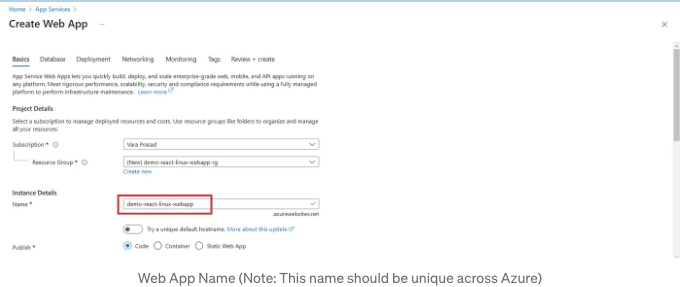 Home > App Services >
Create Web App ...
Basics Database Deployment Networking Monitoring Tags Review + create
App Service Web Apps lets you quickly build, deploy, and scale enterprise-grade web, mobile, and API apps running on
any platform. Meet rigorous performance, scalability, security and compliance requirements while using a fully managed
platform to perform infrastructure maintenance. Learn more
Project Details
Select a subscription to manage deployed resources and costs. Use resource groups like folders to organize and manage
all your resources.
Subscription * Vara Prasad
Resource Group * (New) demo-react-linux-webapp-rg
Create new
Instance Details
Name * demo-react-linux-webapp
.azurewebsites.net
Try a unique default hostname. More about this update
Publish * Code Container Static Web App
Web App Name (Note: This name should be unique across Azure)